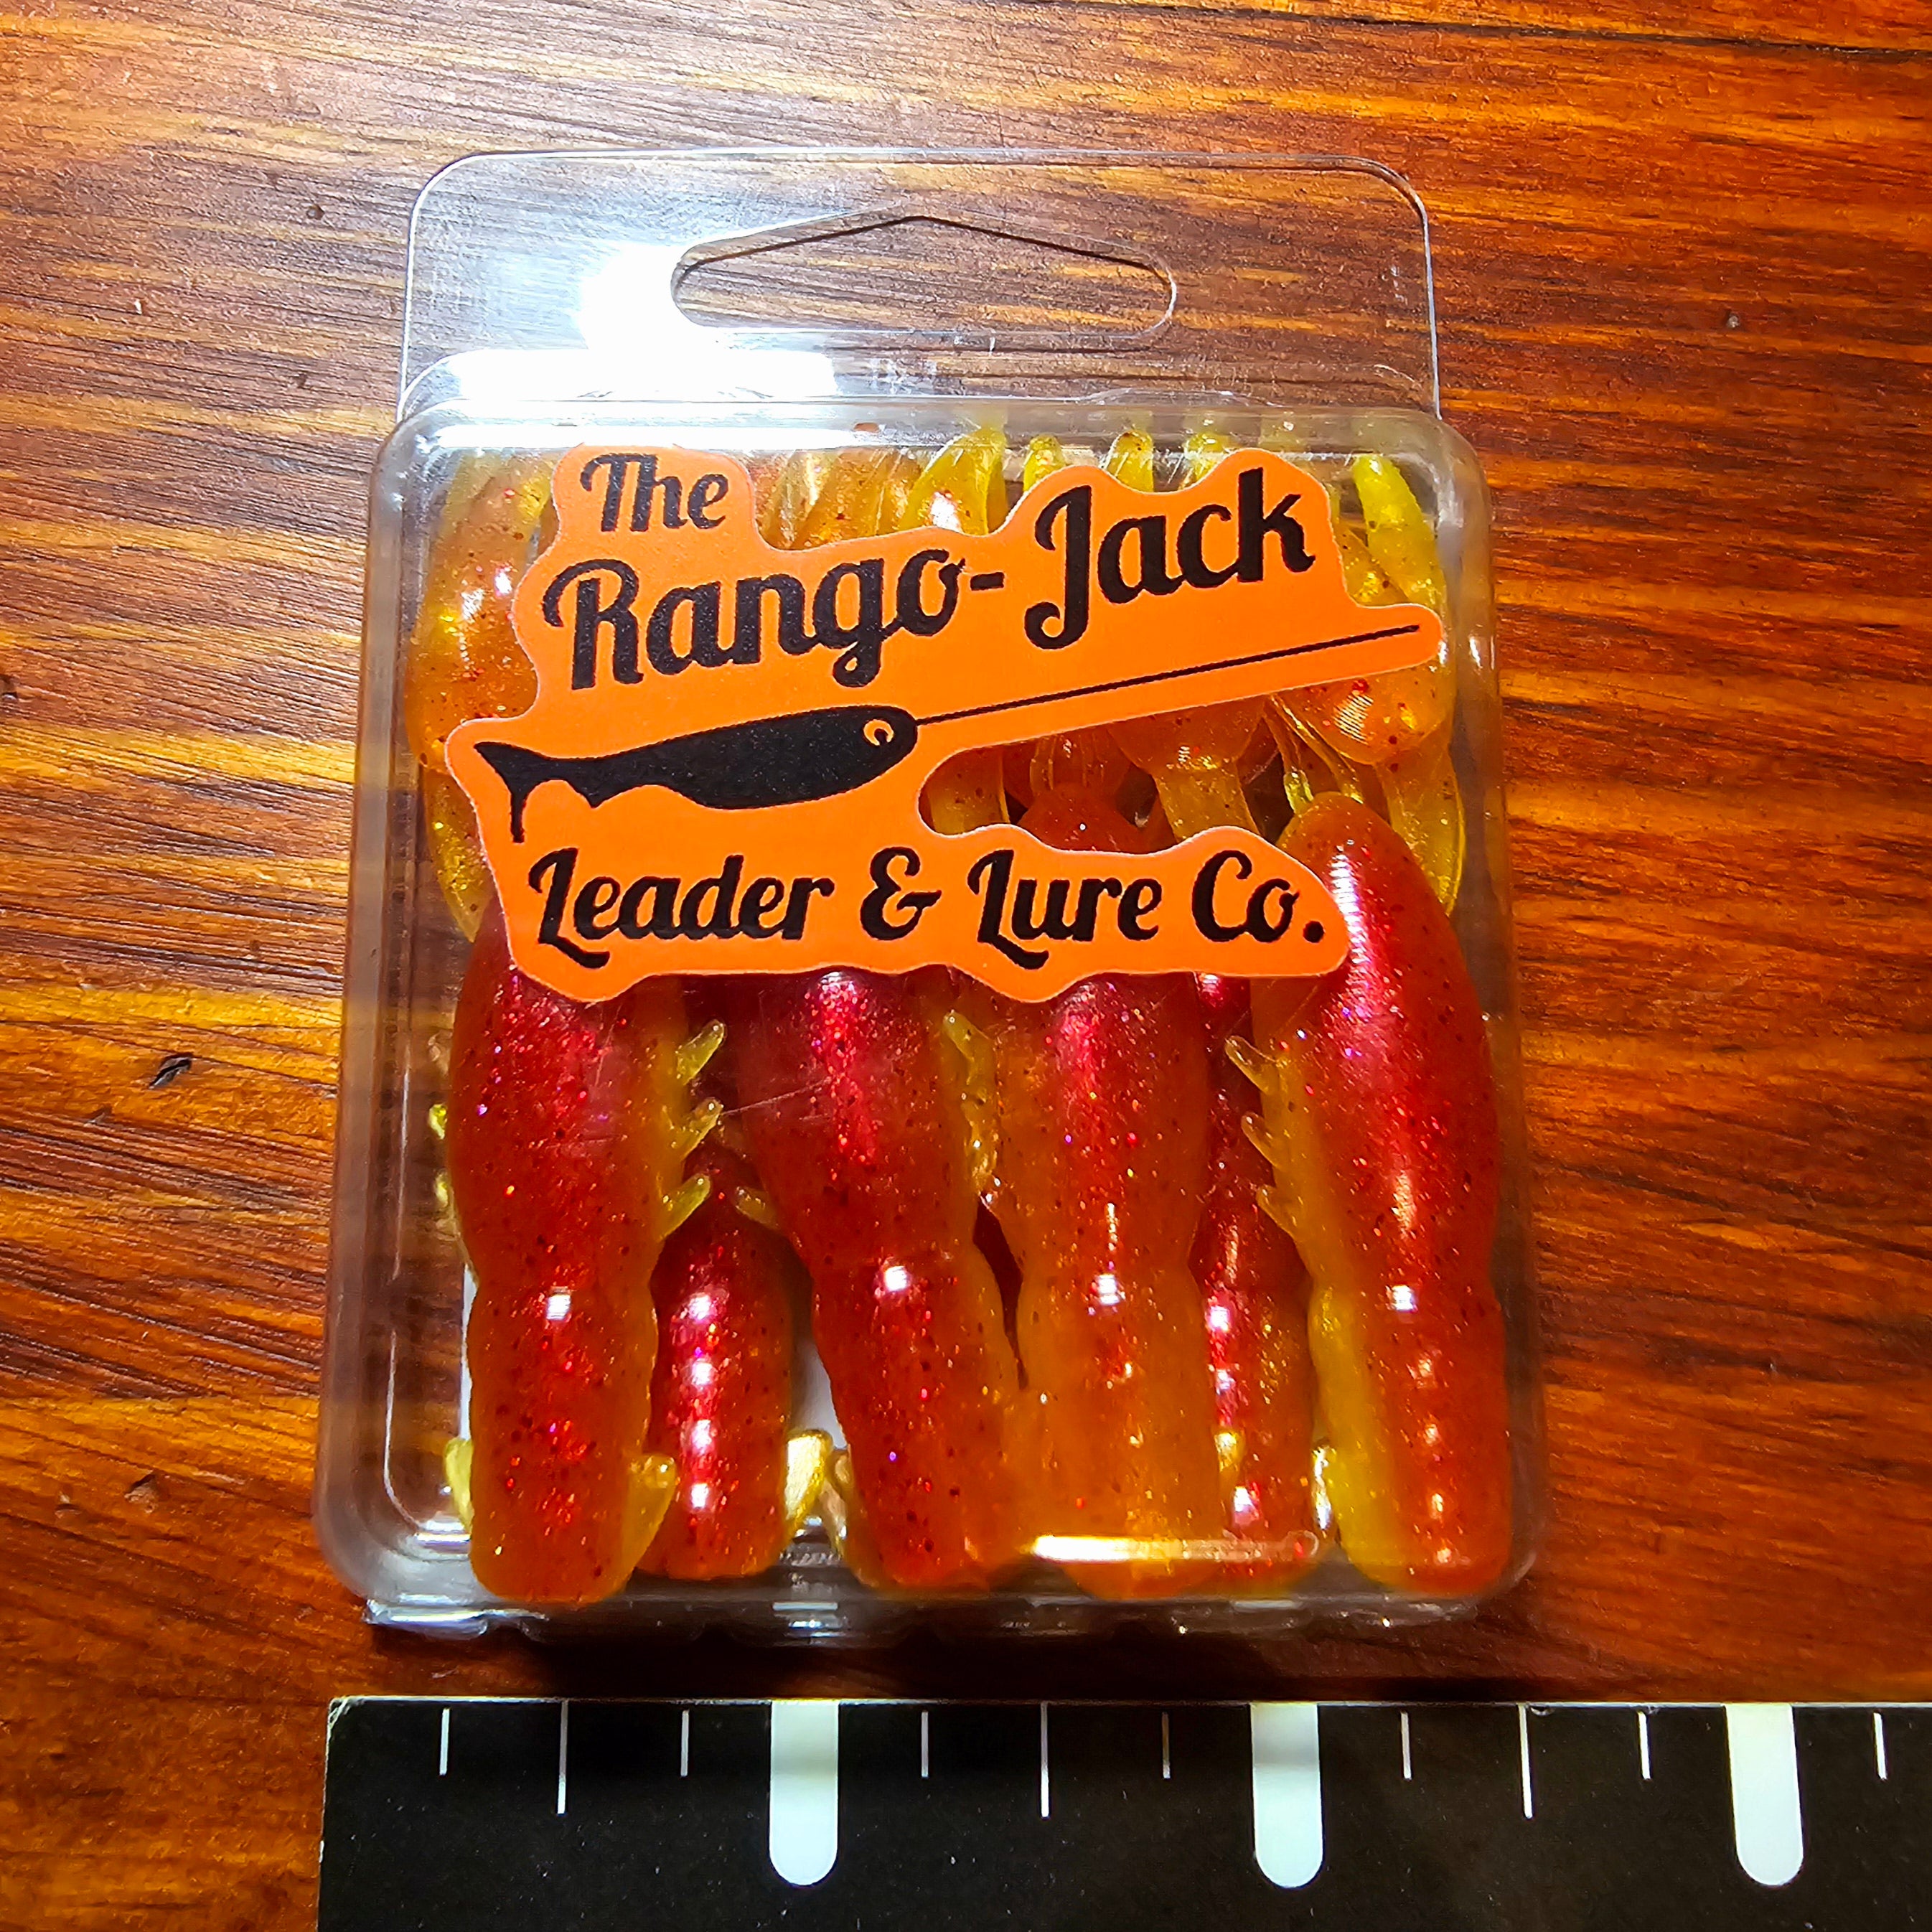 The
Rango-Jack
Leader & Lure Co.